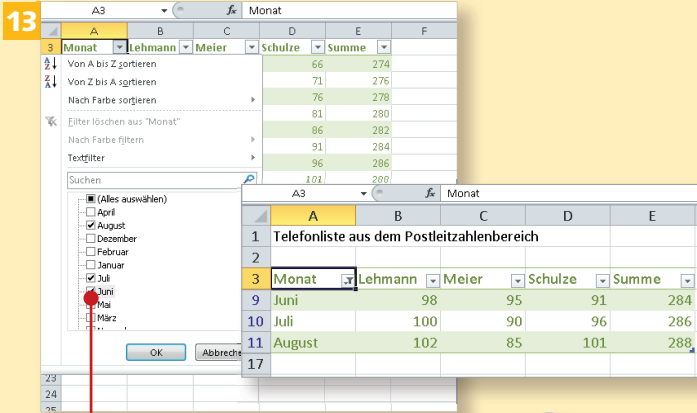 13
A3 fx Monat
A B C D E F
3 Monat Lehmann Meier Schulze Summe
Von A bis Z sortieren
Von Z bis A sortieren
Nach Farbe sortieren
Filter löschen aus "Monat"
Nach Farbe filtern
Textfilter
Suchen
(Alles auswählen)
April
August
Dezember
Februar
Januar
Juli
Juni
Mai
März
OK Abbreche
66 274
71 276
76 278
81 280
86 282
91 284
96 286
101 288
23
24
25
A3 fx Monat
A B C D E
1 Telefonliste aus dem Postleitzahlenbereich
2
3 Monat Lehmann Meier Schulze Summe
9 Juni 98 95 91 284
10 Juli 100 90 96 286
11 August 102 85 101 288
17